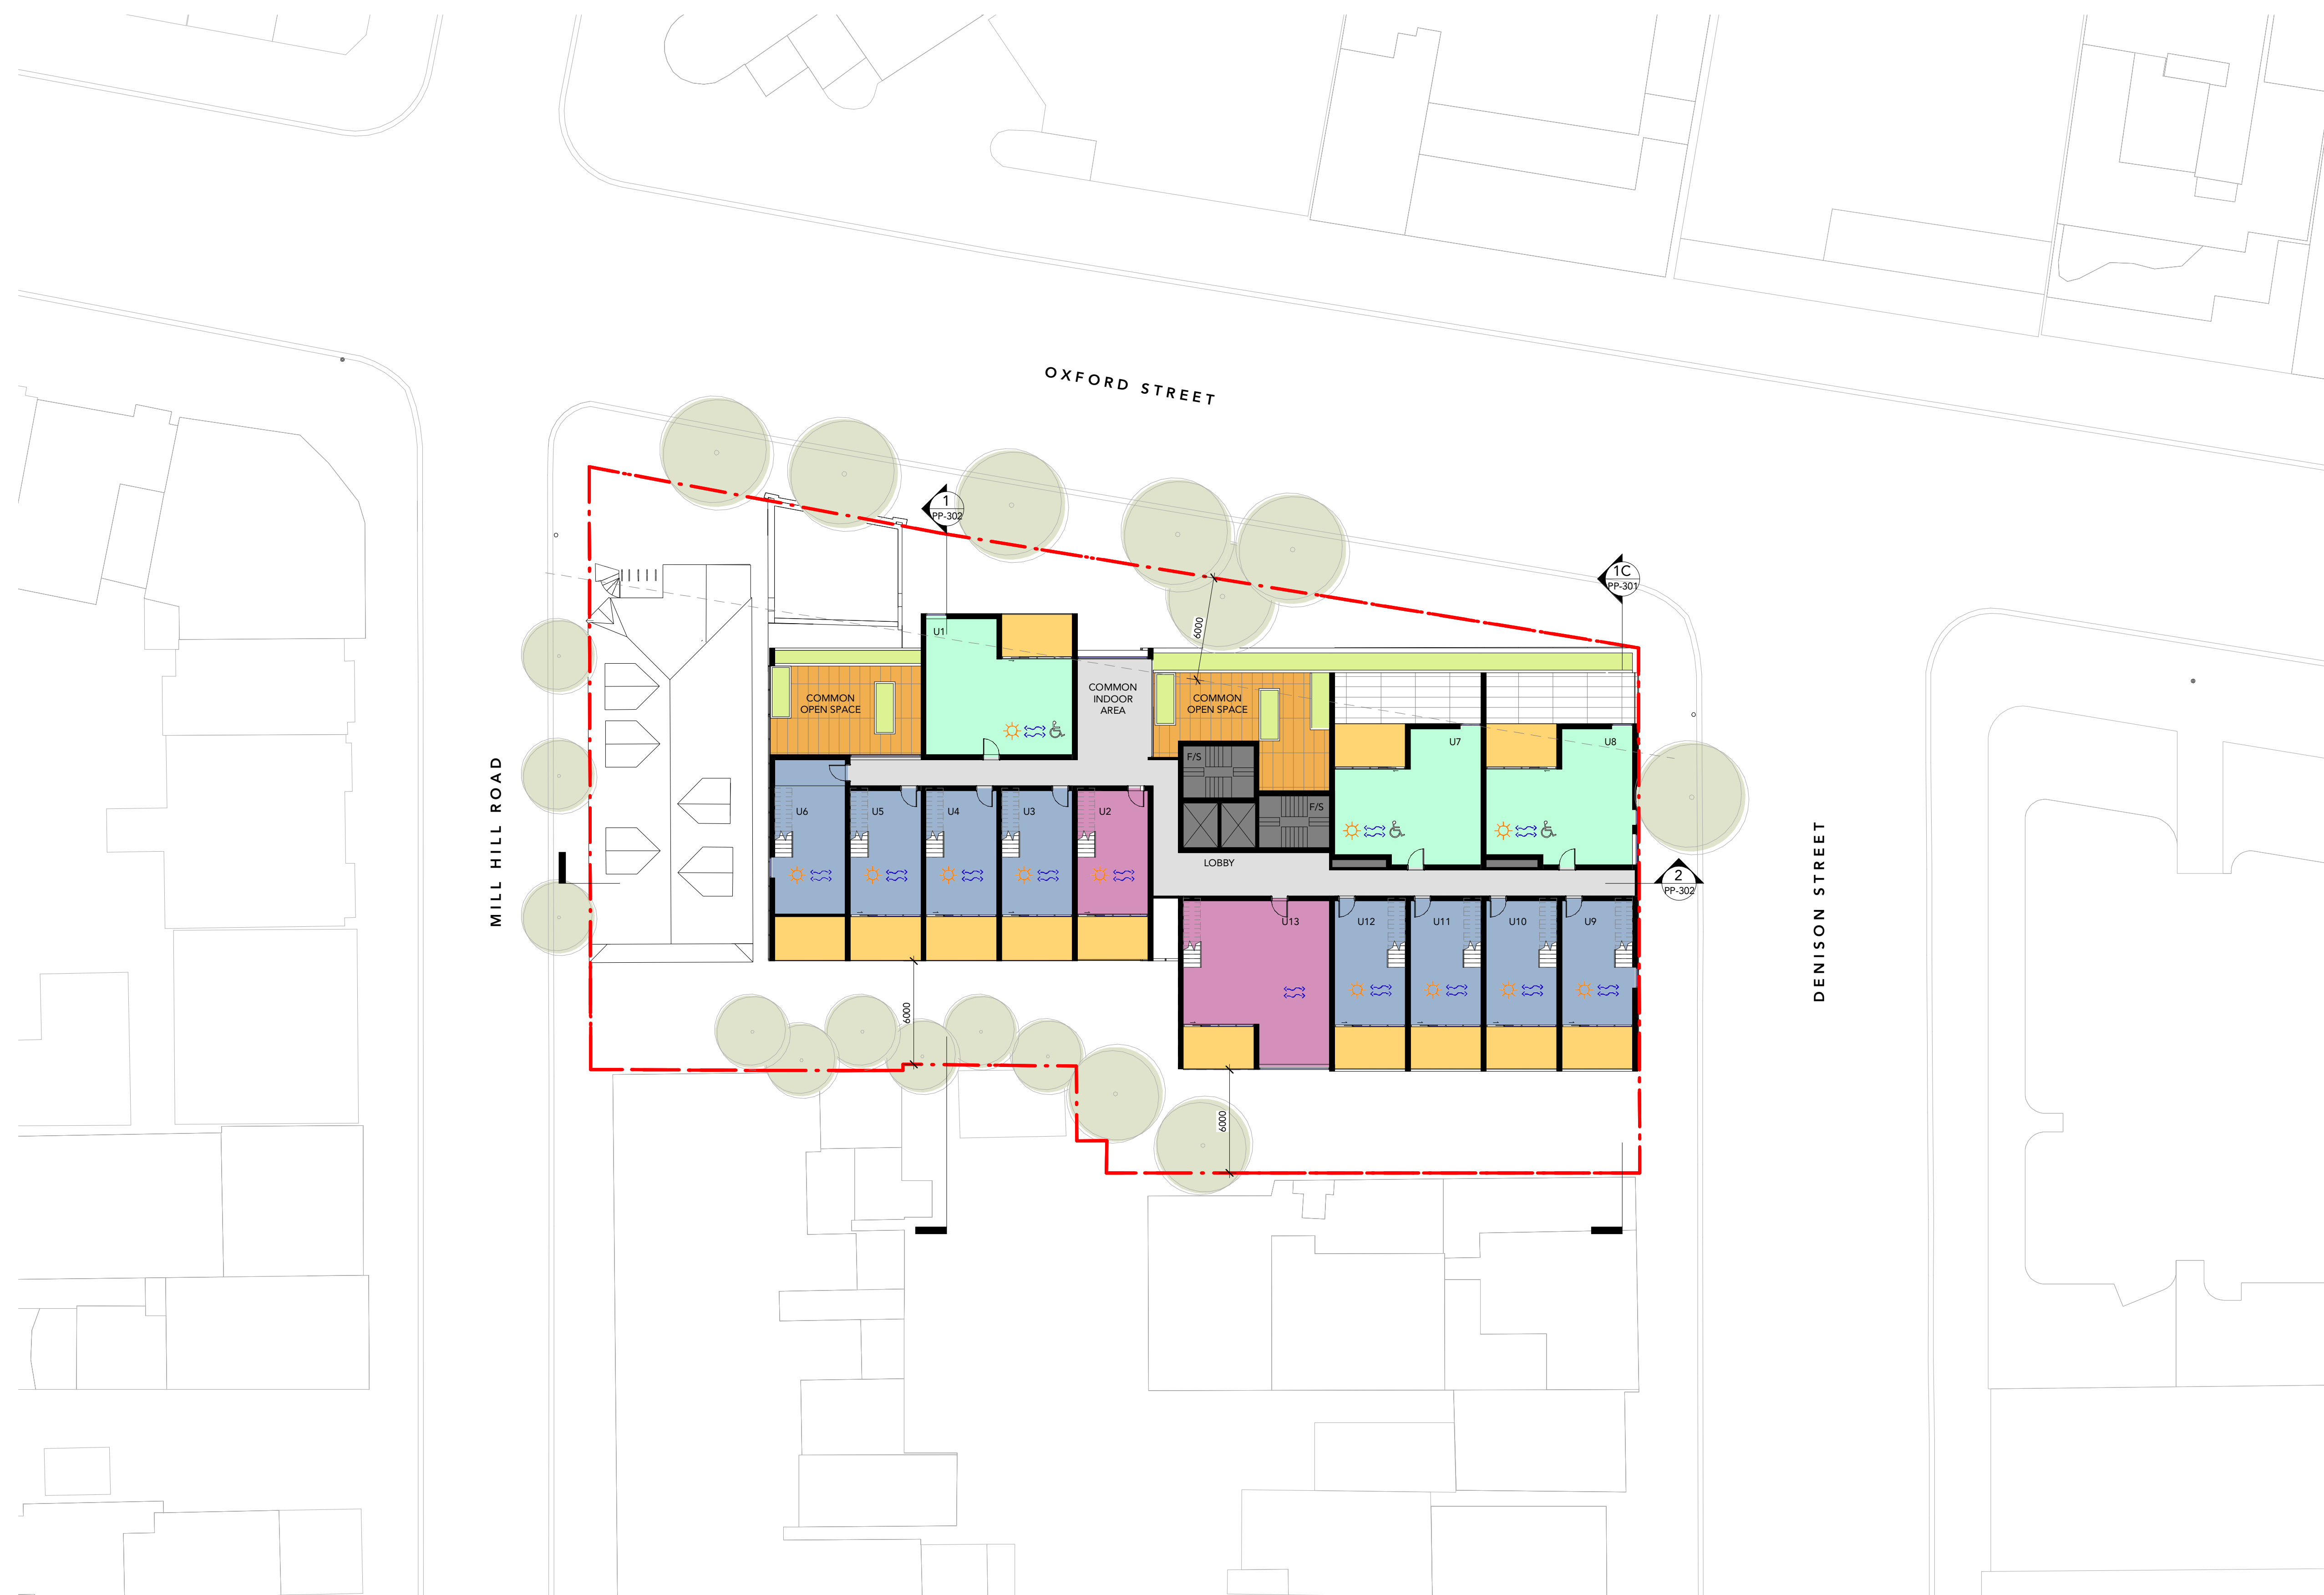 OXFORD STREET
1
PP-302
1C
PP-301
6000
U1
COMMON
OPEN SPACE
COMMON
INDOOR
AREA
COMMON
OPEN SPACE
U7
U8
F/S
F/S
U6
U5
U4
U3
U2
LOBBY
MILL HILL ROAD
DENISON STREET
2
PP-302
U13
U12
U11
U10
U9
6000
6000